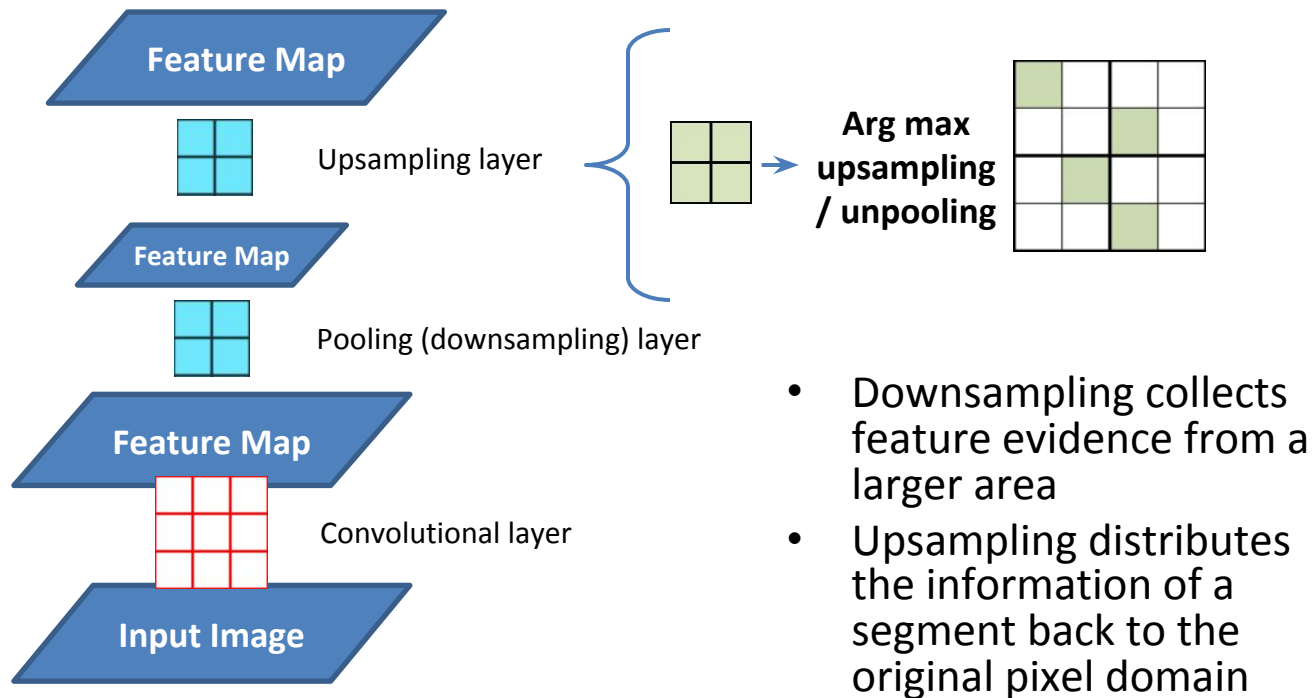 Feature Map
Upsampling layer
Feature Map
Pooling (downsampling) layer
Feature Map
Convolutional layer
Input Image
Arg max
upsampling
/ unpooling
• Downsampling collects
feature evidence from a
larger area
• Upsampling distributes
the information of a
segment back to the
original pixel domain